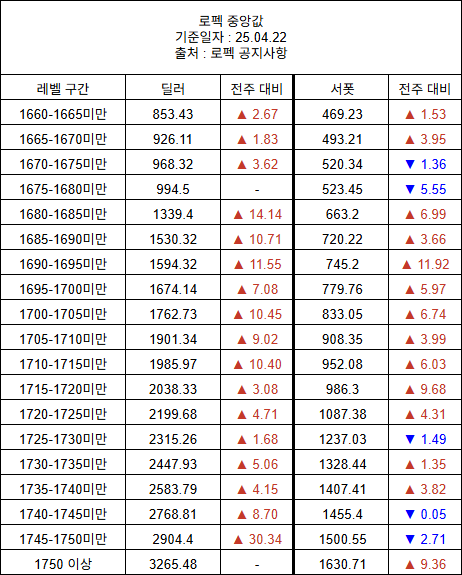 로펙 중앙값
기준일자 : 25.04.22
출처 : 로펙 공지사항
레벨 구간 딜러 전주 대비 서폿 전주 대비
1660-1665미만 853.43 ▲ 2.67 469.23 ▲ 1.53
1665-1670미만 926.11 ▲ 1.83 493.21 ▲ 3.95
1670-1675미만 968.32 ▲ 3.62 520.34 ▼ 1.36
1675-1680미만 994.5 - 523.45 ▼ 5.55
1680-1685미만 1339.4 ▲ 14.14 663.2 ▲ 6.99
1685-1690미만 1530.32 ▲ 10.71 720.22 ▲ 3.66
1690-1695미만 1594.32 ▲ 11.55 745.2 ▲ 11.92
1695-1700미만 1674.14 ▲ 7.08 779.76 ▲ 5.97
1700-1705미만 1762.73 ▲ 10.45 833.05 ▲ 6.74
1705-1710미만 1901.34 ▲ 9.02 908.35 ▲ 3.99
1710-1715미만 1985.97 ▲ 10.40 952.08 ▲ 6.03
1715-1720미만 2038.33 ▲ 3.08 986.3 ▲ 9.68
1720-1725미만 2199.68 ▲ 4.71 1087.38 ▲ 4.31
1725-1730미만 2315.26 ▲ 1.68 1237.03 ▼ 1.49
1730-1735미만 2447.93 ▲ 5.06 1328.44 ▲ 1.35
1735-1740미만 2583.79 ▲ 4.15 1407.41 ▲ 3.82
1740-1745미만 2768.81 ▲ 8.70 1455.4 ▼ 0.05
1745-1750미만 2904.4 ▲ 30.34 1500.55 ▼ 2.71
1750 이상 3265.48 - 1630.71 ▲ 9.36